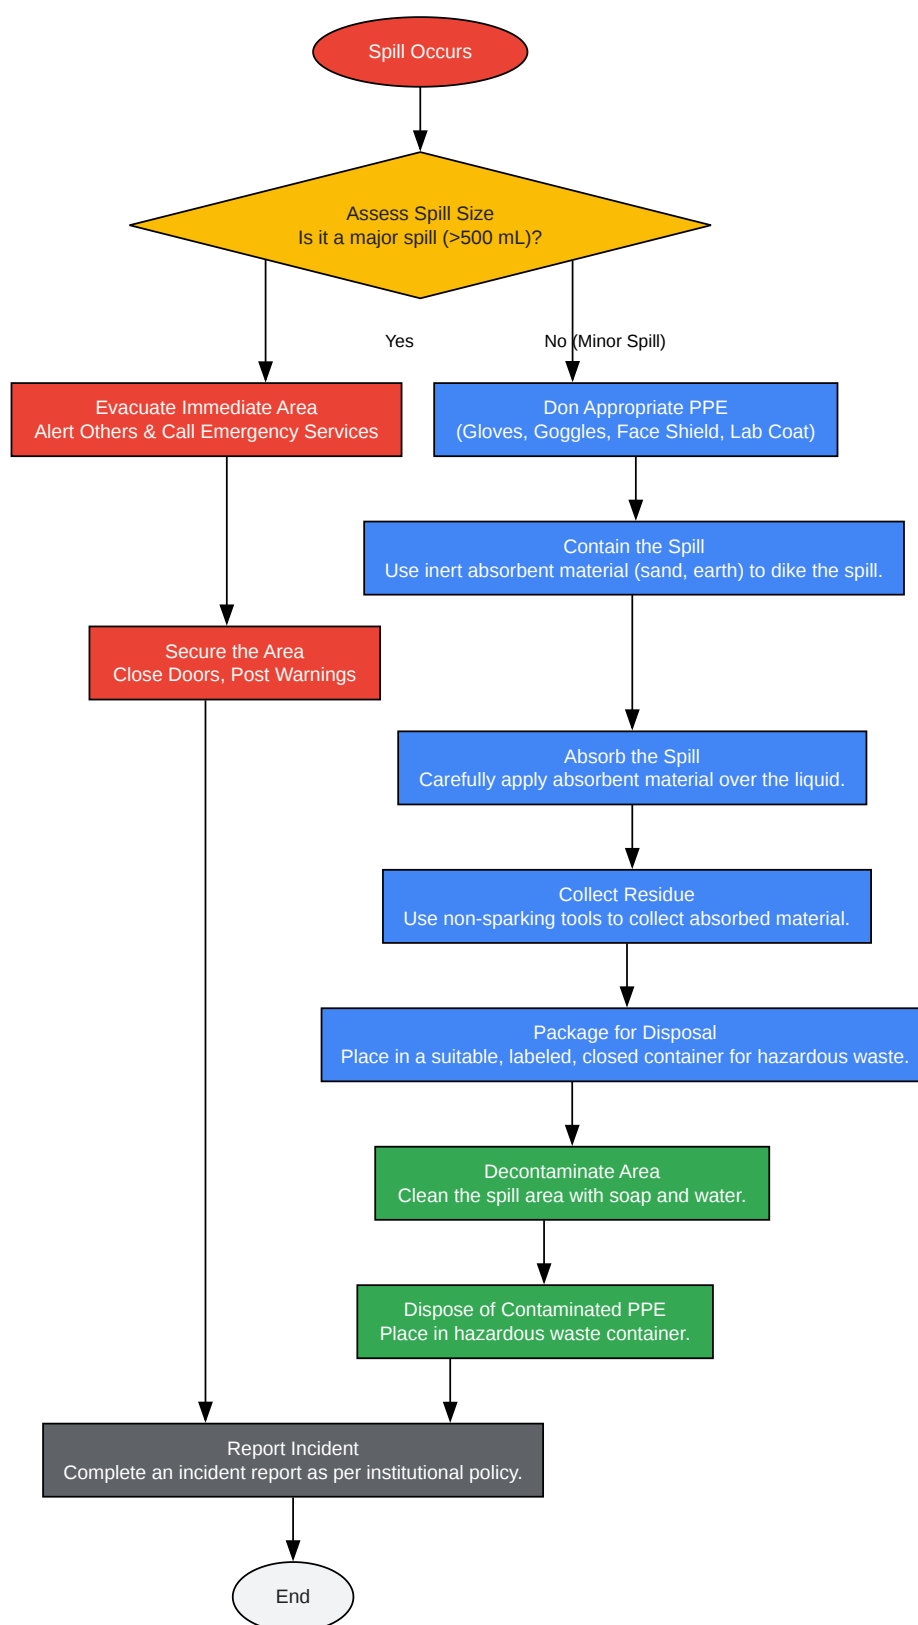 Spill Occurs
Assess Spill Size
Is it a major spill (>500 mL)?
Yes
No (Minor Spill)
Evacuate Immediate Area
Alert Others & Call Emergency Services
Don Appropriate PPE
(Gloves, Goggles, Face Shield, Lab Coat)
Contain the Spill
Use inert absorbent material (sand, earth) to dike the spill.
Secure the Area
Close Doors, Post Warnings
Absorb the Spill
Carefully apply absorbent material over the liquid.
Collect Residue
Use non-sparking tools to collect absorbed material.
Package for Disposal
Place in a suitable, labeled, closed container for hazardous waste.
Decontaminate Area
Clean the spill area with soap and water.
Dispose of Contaminated PPE
Place in hazardous waste container.
Report Incident
Complete an incident report as per institutional policy.
End